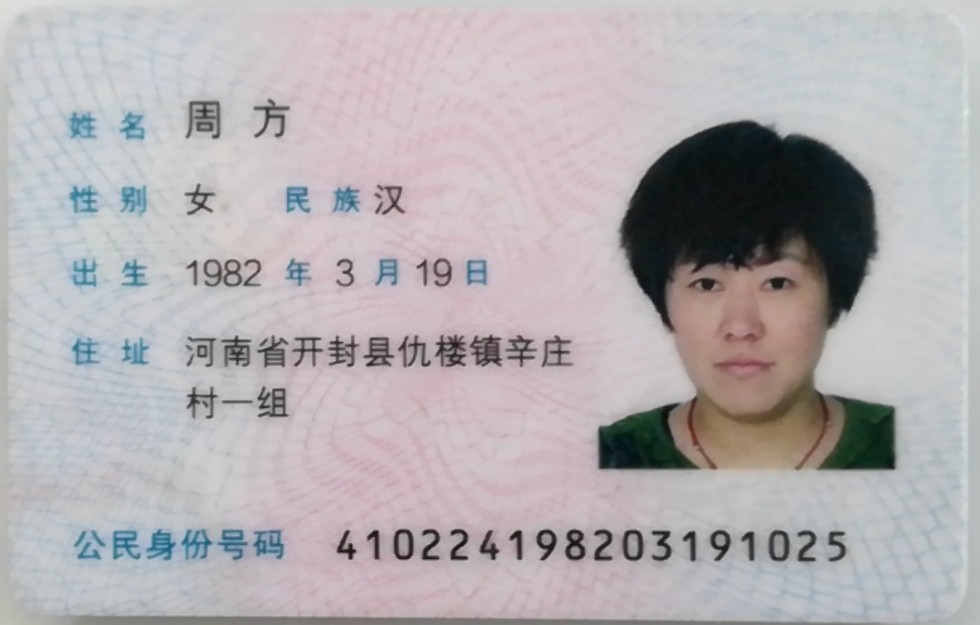 姓名 周方
性别 女 民族 汉
出生 1982 年 3 月 19 日
住址 河南省开封县仇楼镇辛庄
村一组
公民身份号码 410224198203191025